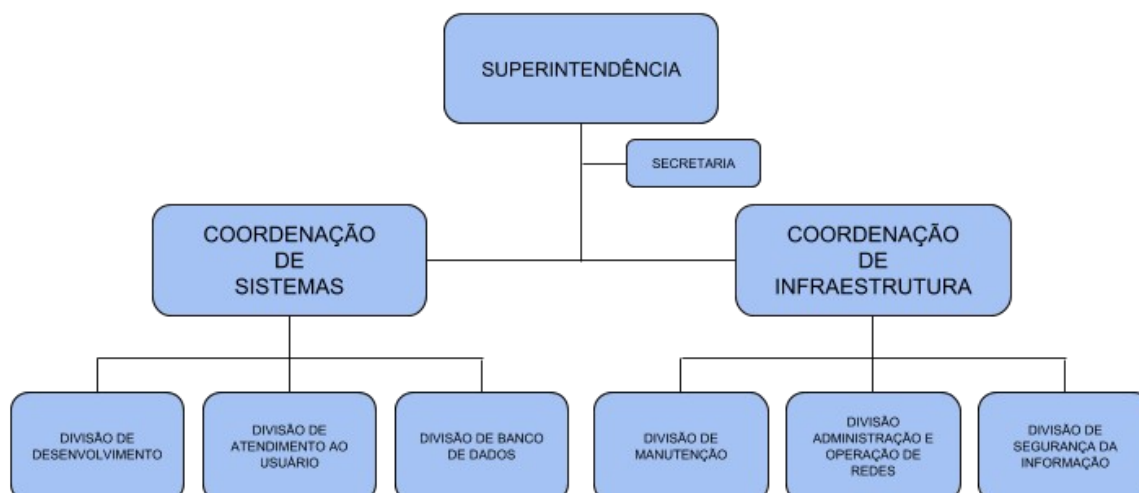 SUPERINTENDÊNCIA
SECRETARIA
COORDENAÇÃO
DE
SISTEMAS
COORDENAÇÃO
DE
INFRAESTRUTURA
DIVISÃO DE
DESENVOLVIMENTO
DIVISÃO DE
ATENDIMENTO AO
USUÁRIO
DIVISÃO DE BANCO
DE DADOS
DIVISÃO DE
MANUTENÇÃO
DIVISÃO
ADMINISTRAÇÃO E
OPERAÇÃO DE
REDES
DIVISÃO DE
SEGURANÇA DA
INFORMAÇÃO